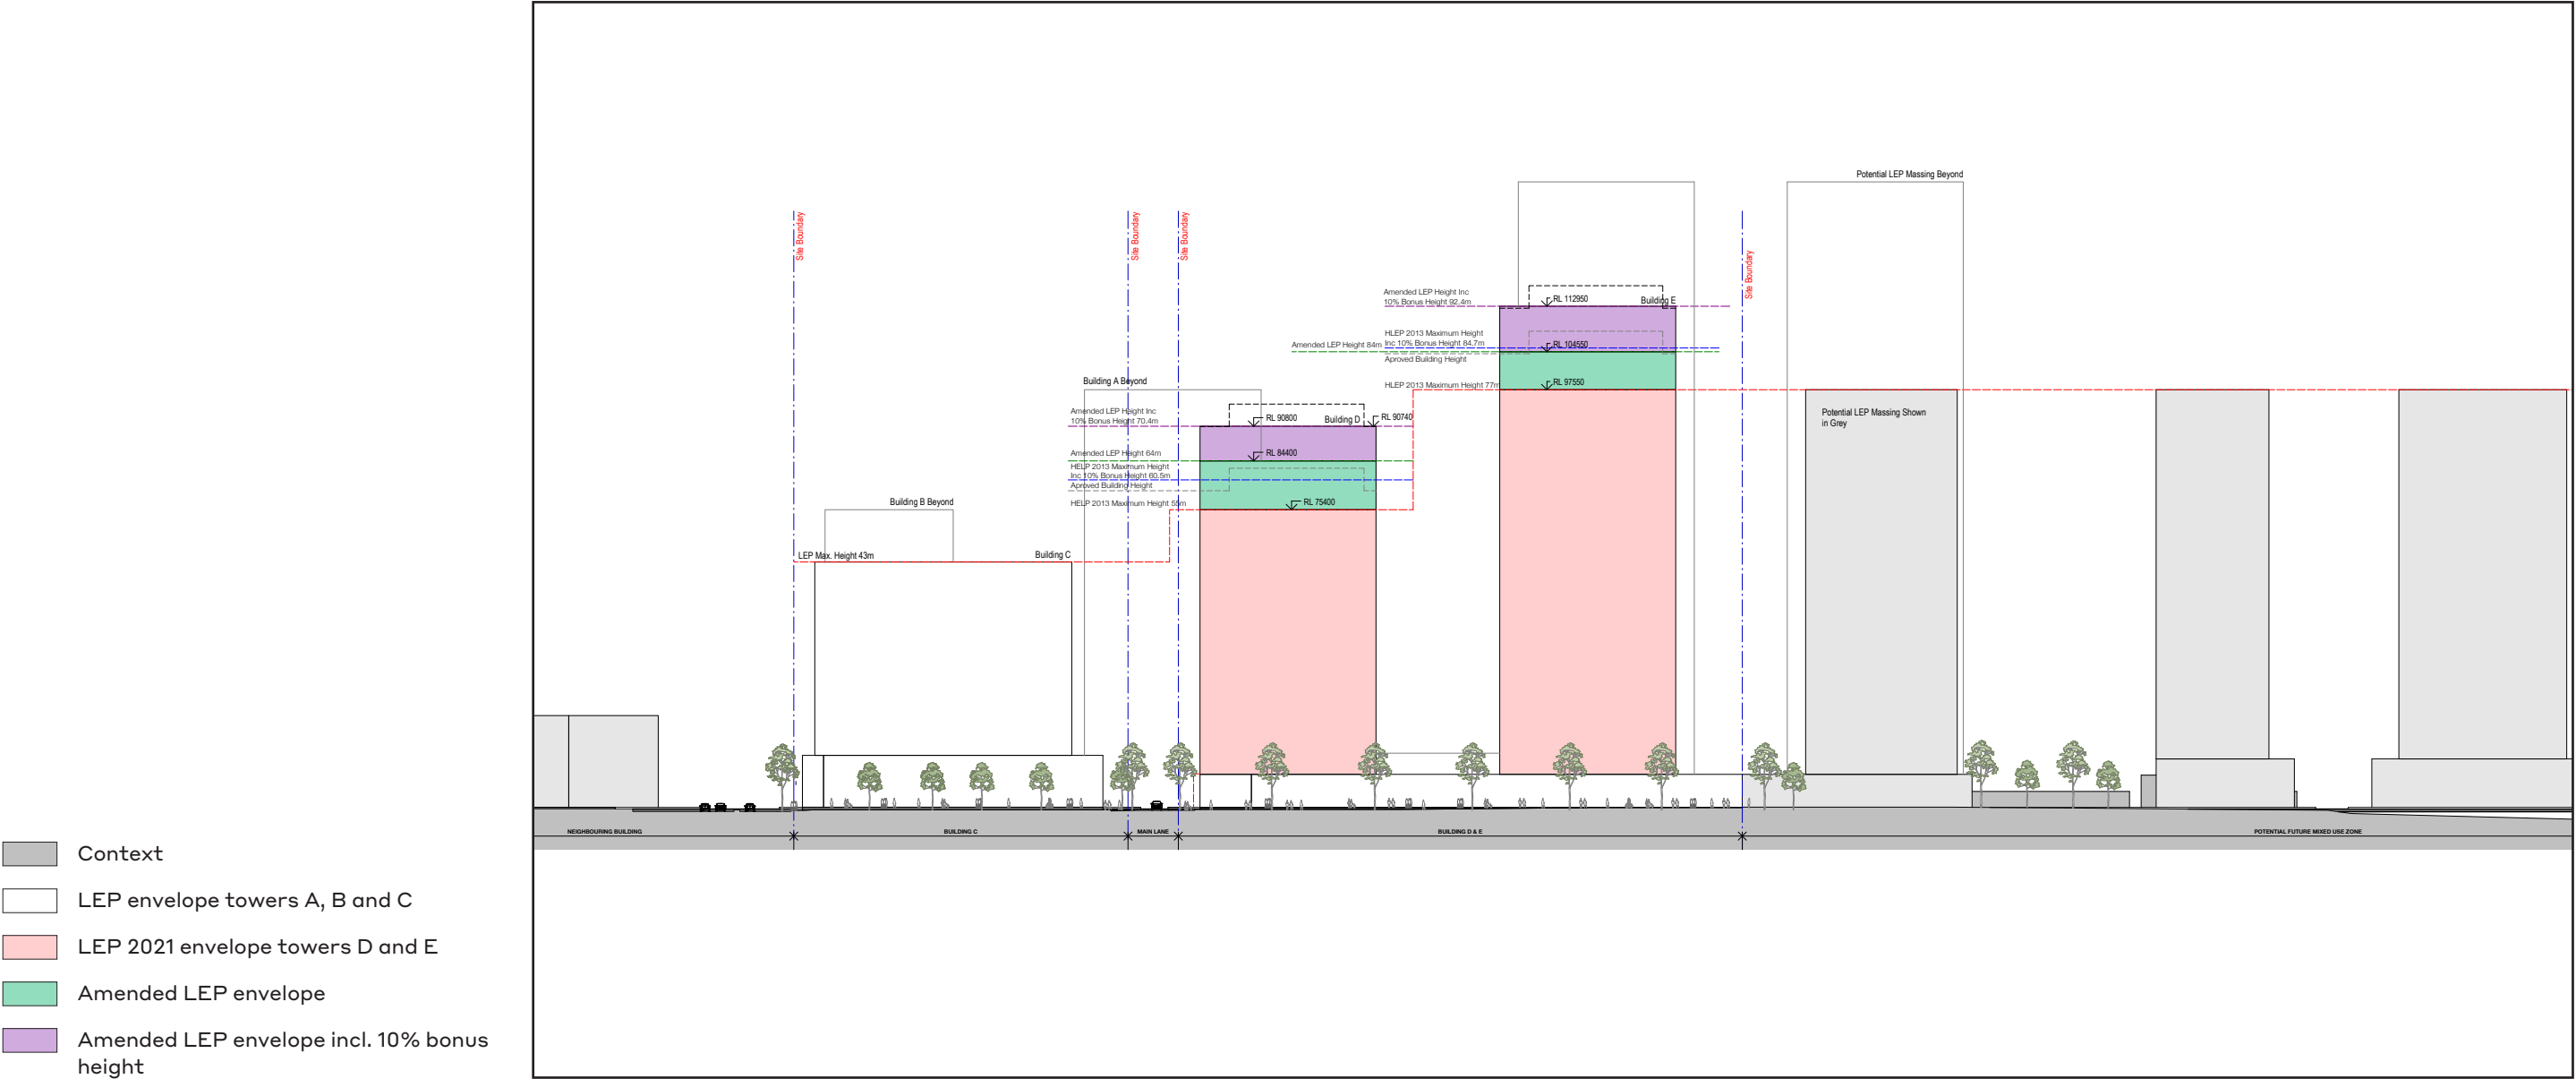 Potential LEP Massing Beyond
Site Boundary
Site Boundary
Site Boundary
Site Boundary
Amended LEP Height Inc
10% Bonus Height 92.4m
RL 112950
Building E
HLEP 2013 Maximum Height
Inc 10% Bonus Height 84.7m
Amended LEP Height 84m
RL 104550
Aproved Building Height
HLEP 2013 Maximum Height 77m
RL 97550
Building A Beyond
Amended LEP Height Inc
10% Bonus Height 70.4m
RL 90800
Building D
RL 90740
Potential LEP Massing Shown
in Grey
Amended LEP Height 64m
RL 84400
HELP 2013 Maximum Height
Inc 10% Bonus Height 60.5m
Aproved Building Height
HELP 2013 Maximum Height 55m
RL 75400
Building B Beyond
LEP Max. Height 43m
Building C
NEIGHBOURING BUILDING
BUILDING C
MAIN LANE
BUILDING D & E
POTENTIAL FUTURE MIXED USE ZONE
Context
LEP envelope towers A, B and C
LEP 2021 envelope towers D and E
Amended LEP envelope
Amended LEP envelope incl. 10% bonus
height